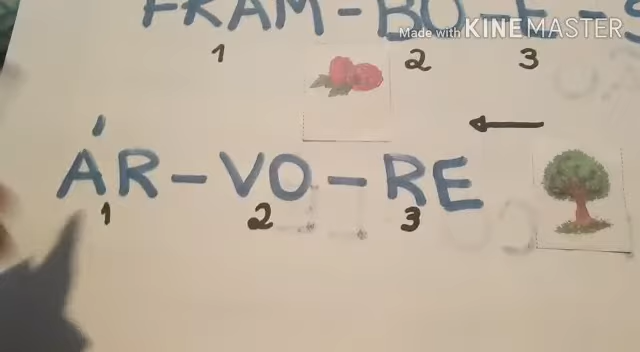 FRAM - BO - E - S
Made with KINEMASTER
1 2 3
ÁR - VO - RE
1 2 3